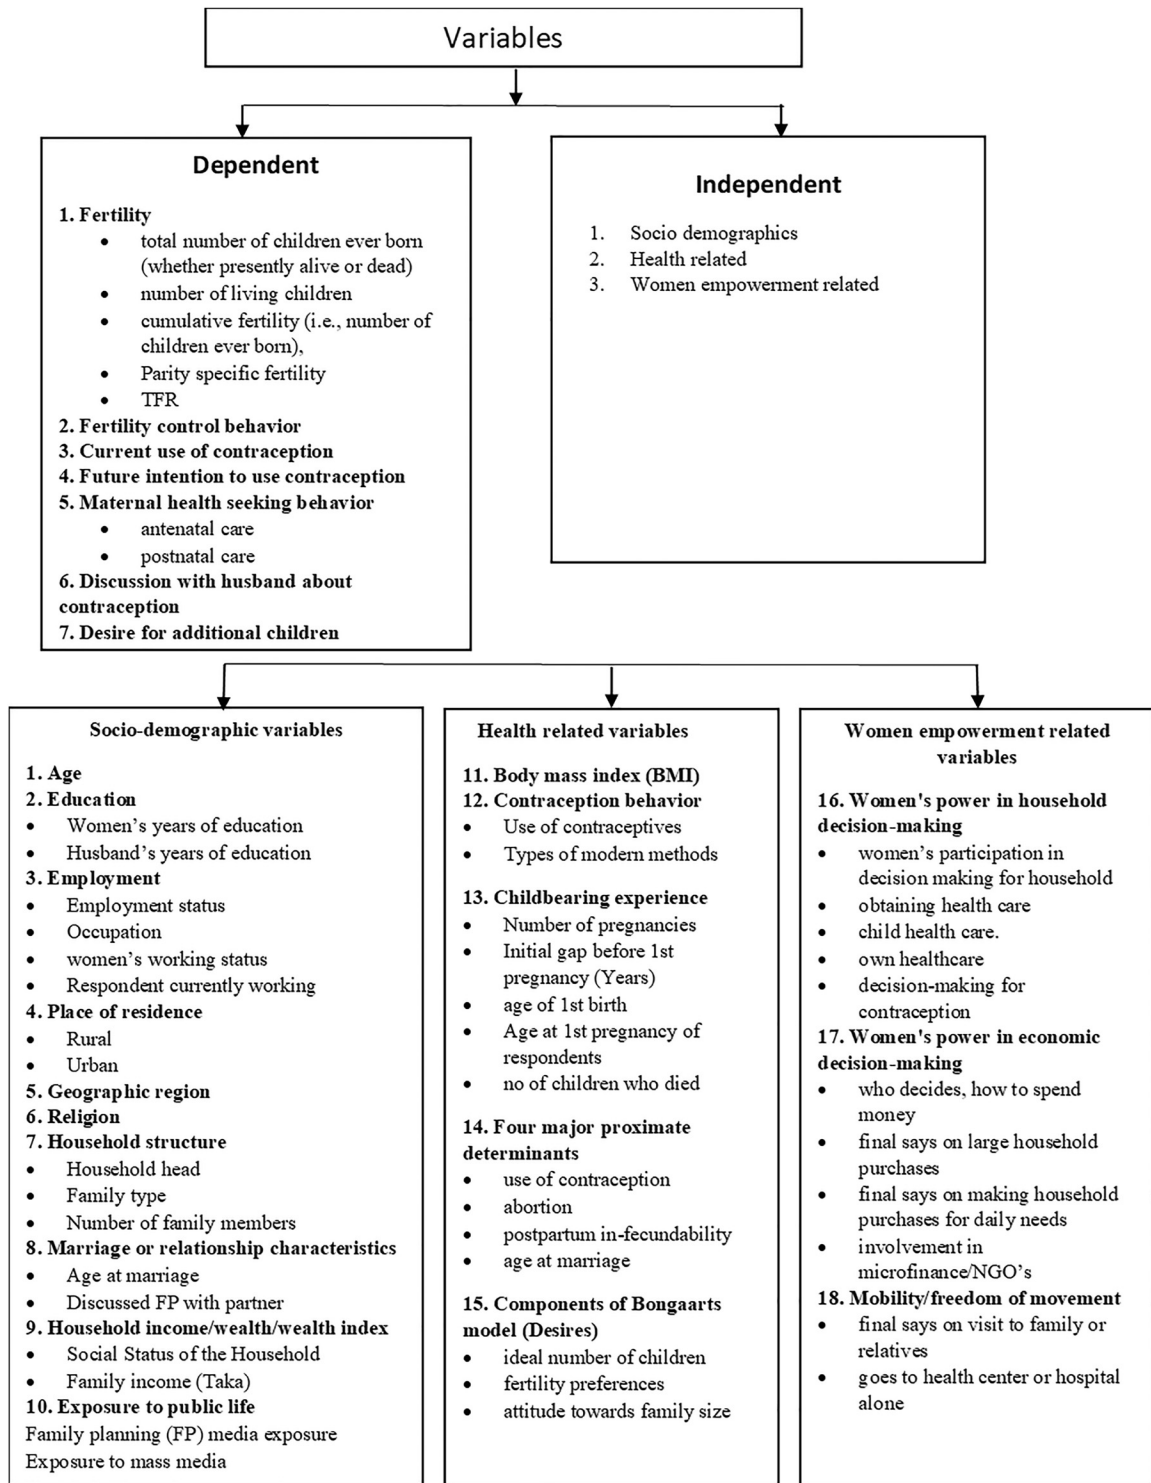 Variables
Dependent
1. Fertility
• total number of children ever born
(whether presently alive or dead)
• number of living children
• cumulative fertility (i.e., number of
children ever born),
• Parity specific fertility
• TFR
2. Fertility control behavior
3. Current use of contraception
4. Future intention to use contraception
5. Maternal health seeking behavior
• antenatal care
• postnatal care
6. Discussion with husband about
contraception
7. Desire for additional children
Independent
1. Socio demographics
2. Health related
3. Women empowerment related
Socio-demographic variables
1. Age
2. Education
• Women's years of education
• Husband's years of education
3. Employment
• Employment status
• Occupation
• women's working status
• Respondent currently working
4. Place of residence
• Rural
• Urban
5. Geographic region
6. Religion
7. Household structure
• Household head
• Family type
• Number of family members
8. Marriage or relationship characteristics
• Age at marriage
• Discussed FP with partner
9. Household income/wealth/wealth index
• Social Status of the Household
• Family income (Taka)
10. Exposure to public life
Family planning (FP) media exposure
Exposure to mass media
Health related variables
11. Body mass index (BMI)
12. Contraception behavior
• Use of contraceptives
• Types of modern methods
13. Childbearing experience
• Number of pregnancies
• Initial gap before 1st
pregnancy (Years)
• age of 1st birth
• Age at 1st pregnancy of
respondents
• no of children who died
14. Four major proximate
determinants
• use of contraception
• abortion
• postpartum in-fecundability
• age at marriage
15. Components of Bongaarts
model (Desires)
• ideal number of children
• fertility preferences
• attitude towards family size
Women empowerment related
variables
16. Women's power in household
decision-making
• women's participation in
decision making for household
• obtaining health care
• child health care.
• own healthcare
• decision-making for
contraception
17. Women's power in economic
decision-making
• who decides, how to spend
money
• final says on large household
purchases
• final says on making household
purchases for daily needs
• involvement in
microfinance/NGO's
18. Mobility/freedom of movement
• final says on visit to family or
relatives
• goes to health center or hospital
alone